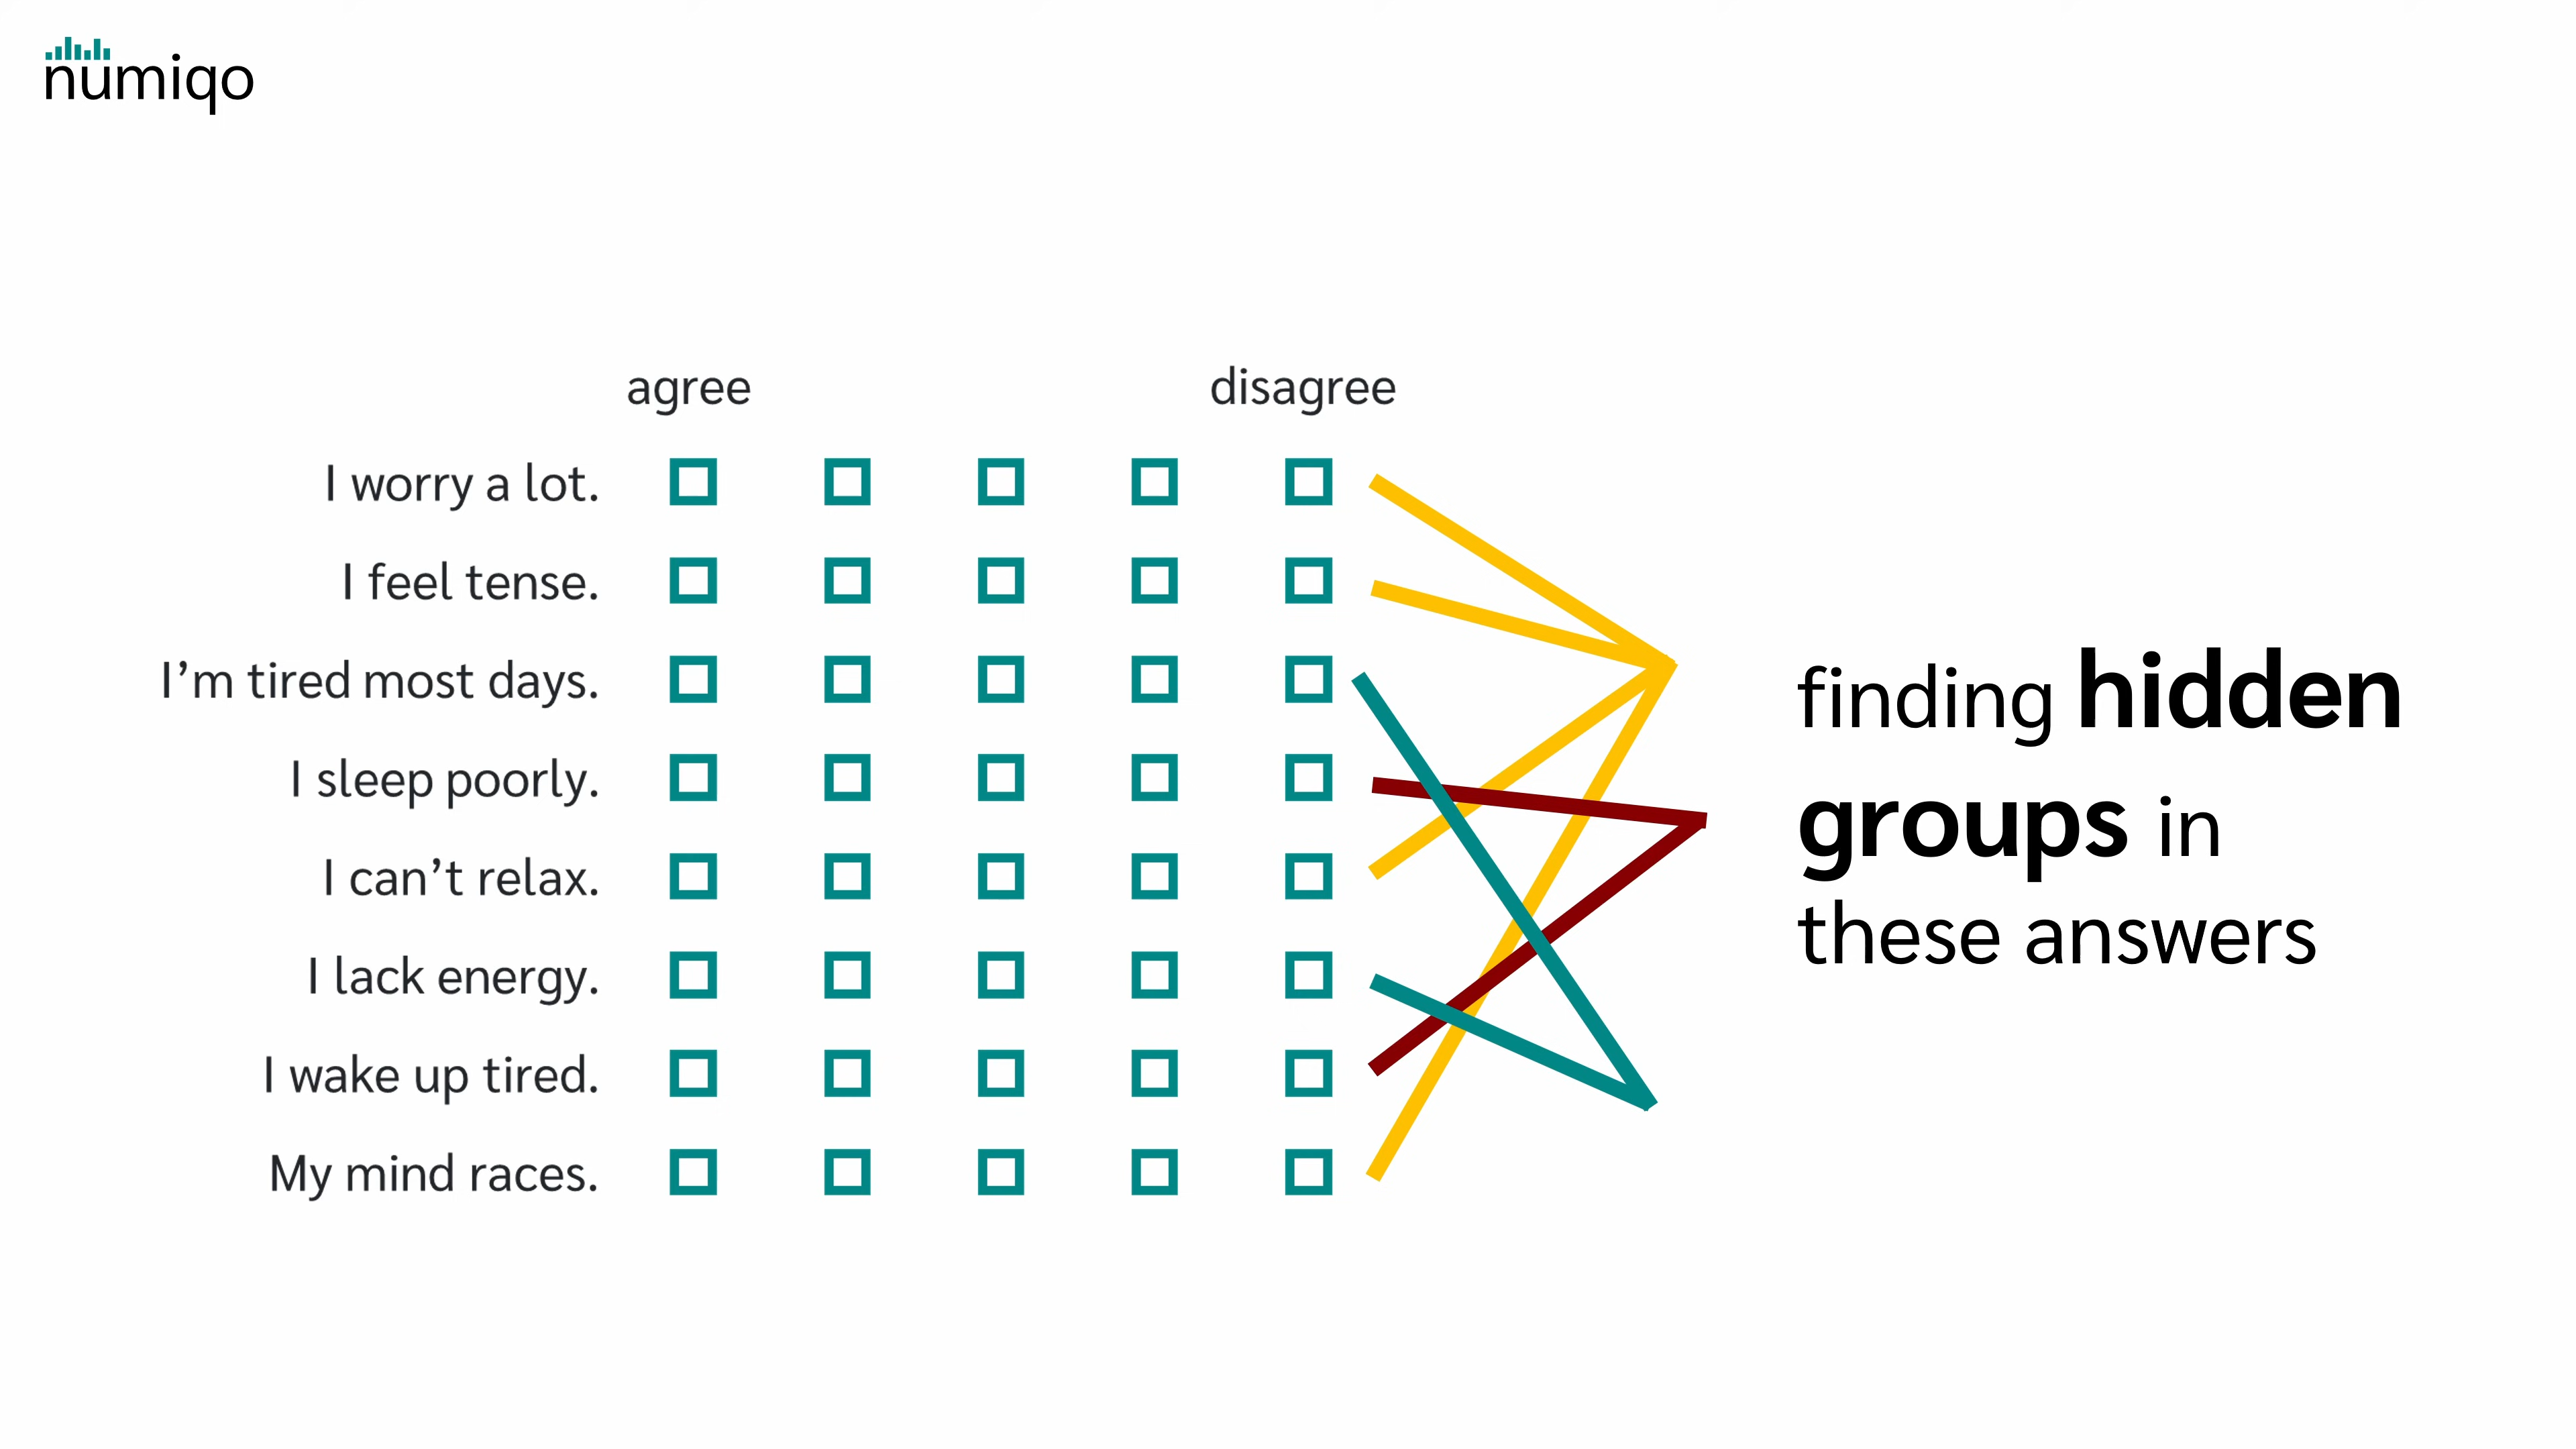 numiqo
agree disagree
I worry a lot.
I feel tense.
I’m tired most days.
I sleep poorly.
I can’t relax.
I lack energy.
I wake up tired.
My mind races.
finding hidden
groups in
these answers